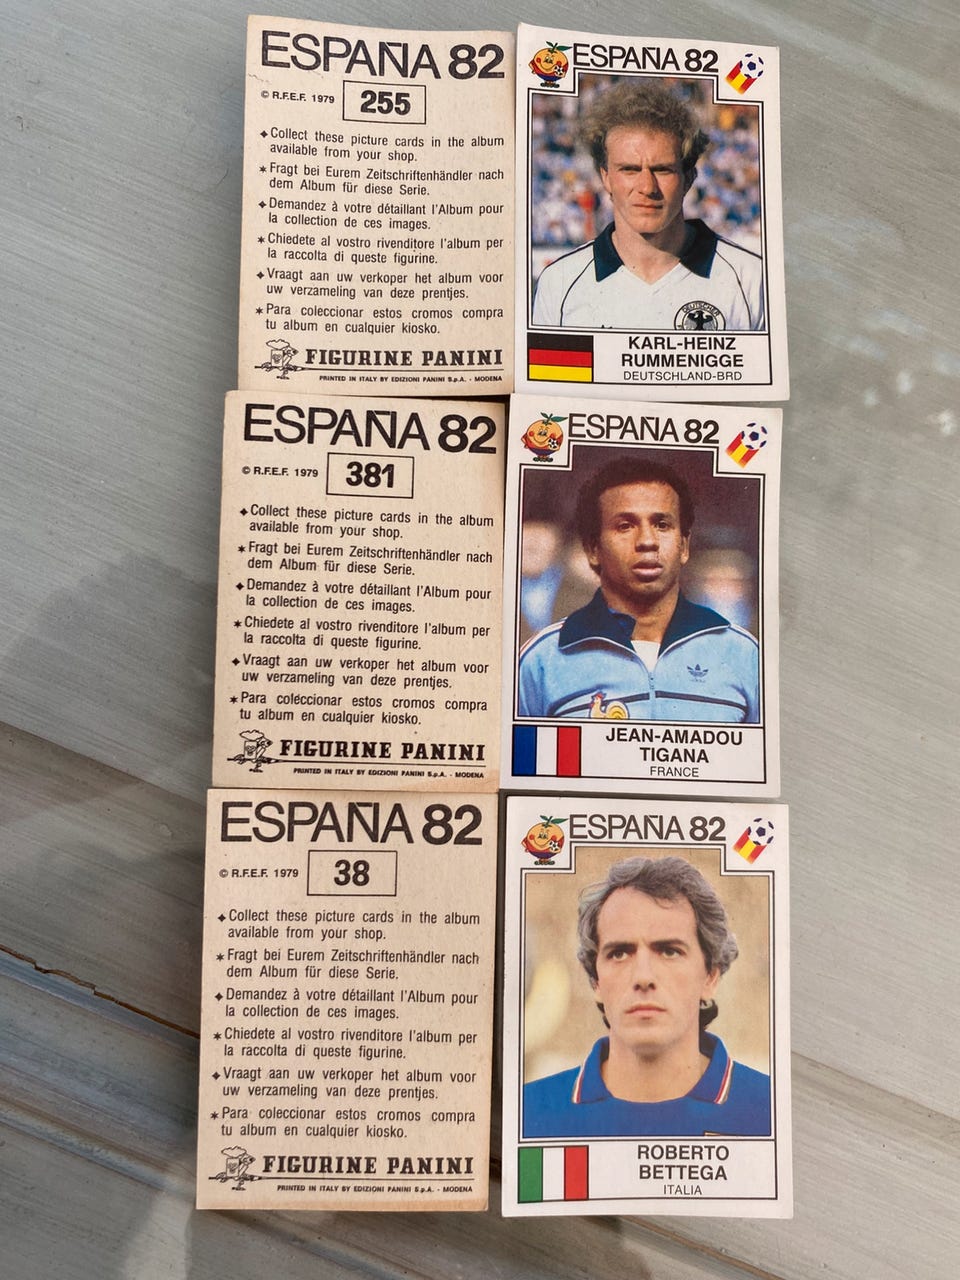 ESPAÑA 82
© R.F.E.F. 1979
255
✦ Collect these picture cards in the album
available from your shop.
✶ Fragt bei Eurem Zeitschriftenhändler nach
dem Album für diese Serie.
✦ Demandez à votre détaillant l'Album pour
la collection de ces images.
✶ Chiedete al vostro rivenditore l'album per
la raccolta di queste figurine.
✦ Vraagt aan uw verkoper het album voor
uw verzameling van deze prentjes.
✶ Para coleccionar estos cromos compra
tu album en cualquier kiosko.
FIGURINE PANINI
PRINTED IN ITALY BY EDIZIONI PANINI S.p.A. - MODENA
ESPAÑA 82
DEUTSCHER
KARL-HEINZ
RUMMENIGGE
DEUTSCHLAND-BRD
ESPAÑA 82
© R.F.E.F. 1979
381
✦ Collect these picture cards in the album
available from your shop.
✶ Fragt bei Eurem Zeitschriftenhändler nach
dem Album für diese Serie.
✦ Demandez à votre détaillant l'Album pour
la collection de ces images.
✶ Chiedete al vostro rivenditore l'album per
la raccolta di queste figurine.
✦ Vraagt aan uw verkoper het album voor
uw verzameling van deze prentjes.
✶ Para coleccionar estos cromos compra
tu album en cualquier kiosko.
FIGURINE PANINI
PRINTED IN ITALY BY EDIZIONI PANINI S.p.A. - MODENA
ESPAÑA 82
JEAN-AMADOU
TIGANA
FRANCE
ESPAÑA 82
© R.F.E.F. 1979
38
✦ Collect these picture cards in the album
available from your shop.
✶ Fragt bei Eurem Zeitschriftenhändler nach
dem Album für diese Serie.
✦ Demandez à votre détaillant l'Album pour
la collection de ces images.
✶ Chiedete al vostro rivenditore l'album per
la raccolta di queste figurine.
✦ Vraagt aan uw verkoper het album voor
uw verzameling van deze prentjes.
✶ Para coleccionar estos cromos compra
tu album en cualquier kiosko.
FIGURINE PANINI
PRINTED IN ITALY BY EDIZIONI PANINI S.p.A. - MODENA
ESPAÑA 82
ROBERTO
BETTEGA
ITALIA